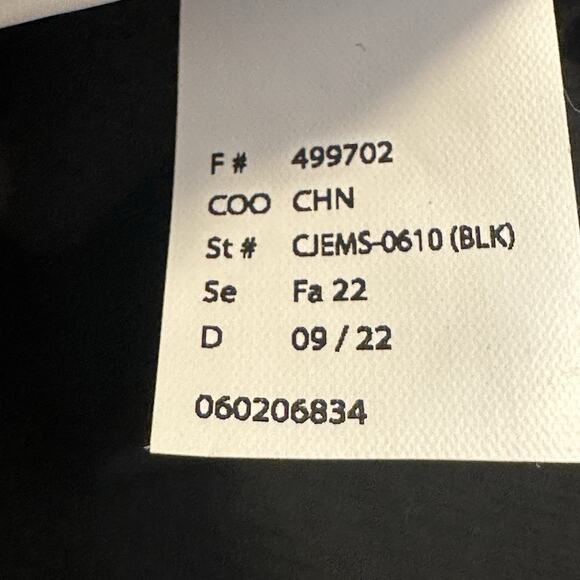 F # 499702
COO CHN
St # CJEMS-0610 (BLK)
Se Fa 22
D 09 / 22
060206834